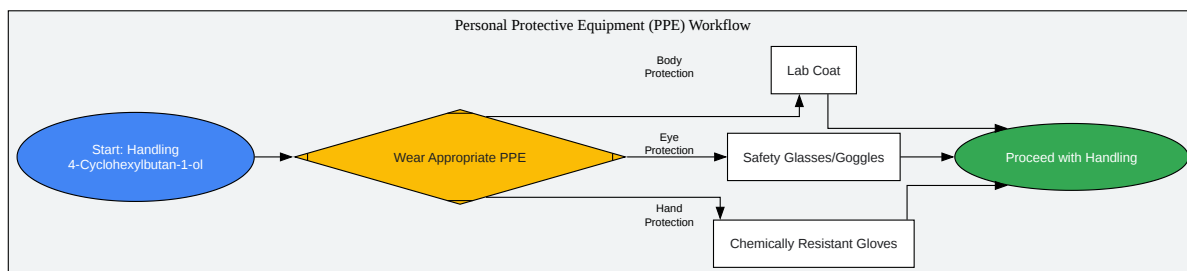 Personal Protective Equipment (PPE) Workflow
Start: Handling
4-Cyclohexylbutan-1-ol
Wear Appropriate PPE
Body
Protection
Lab Coat
Eye
Protection
Safety Glasses/Goggles
Hand
Protection
Chemically Resistant Gloves
Proceed with Handling